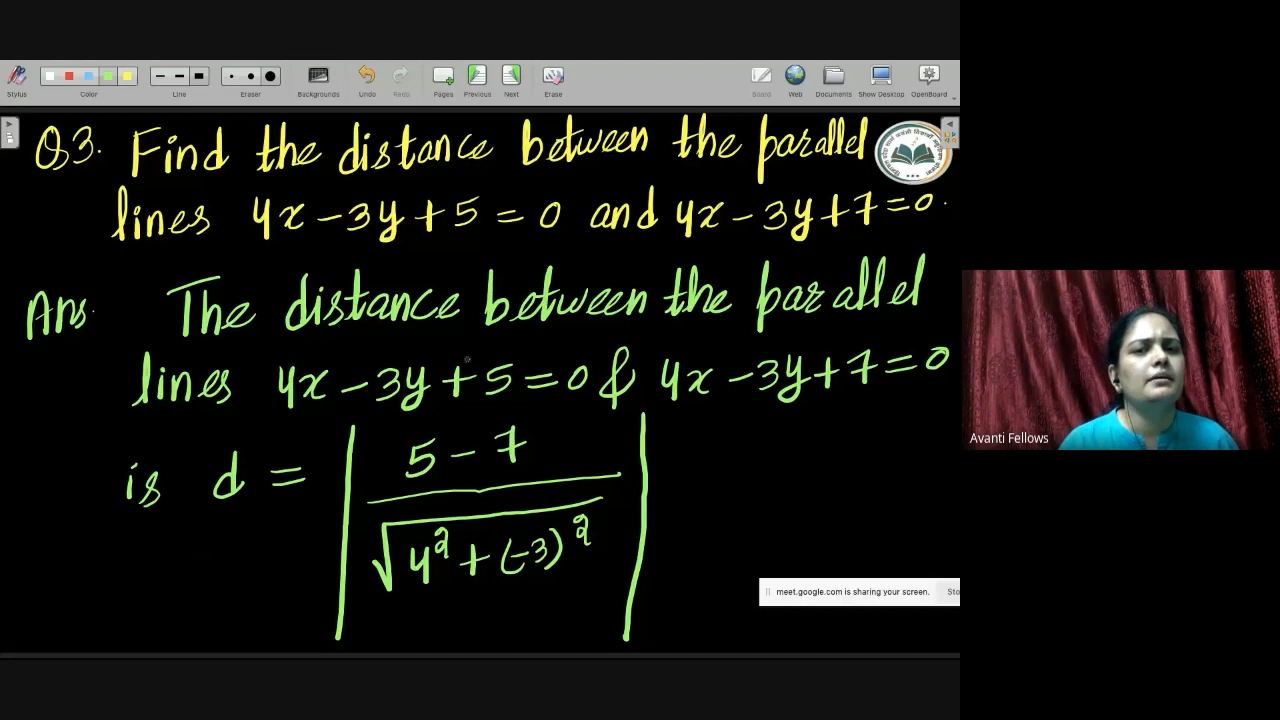 Stylus Color Line Eraser Backgrounds Undo Redo Pages Previous Next Erase Board Web Documents Show Desktop OpenBoard
Q3. Find the distance between the parallel
lines 4x - 3y + 5 = 0 and 4x - 3y + 7 = 0.
Ans. The distance between the parallel
lines 4x - 3y + 5 = 0 & 4x - 3y + 7 = 0
is d = | 5 - 7 / √4² + (-3)² |
Avanti Fellows
meet.google.com is sharing your screen. Sto